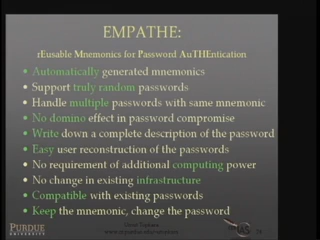 EMPATHE:
rEusable Mnemonics for Password AuTHEntication
Automatically generated mnemonics
Support truly random passwords
Handle multiple passwords with same mnemonic
No domino effect in password compromise
Write down a complete description of the password
Easy user reconstruction of the passwords
No requirement of additional computing power
No change in existing infrastructure
Compatible with existing passwords
Keep the mnemonic, change the password
PURDUE
UNIVERSITY